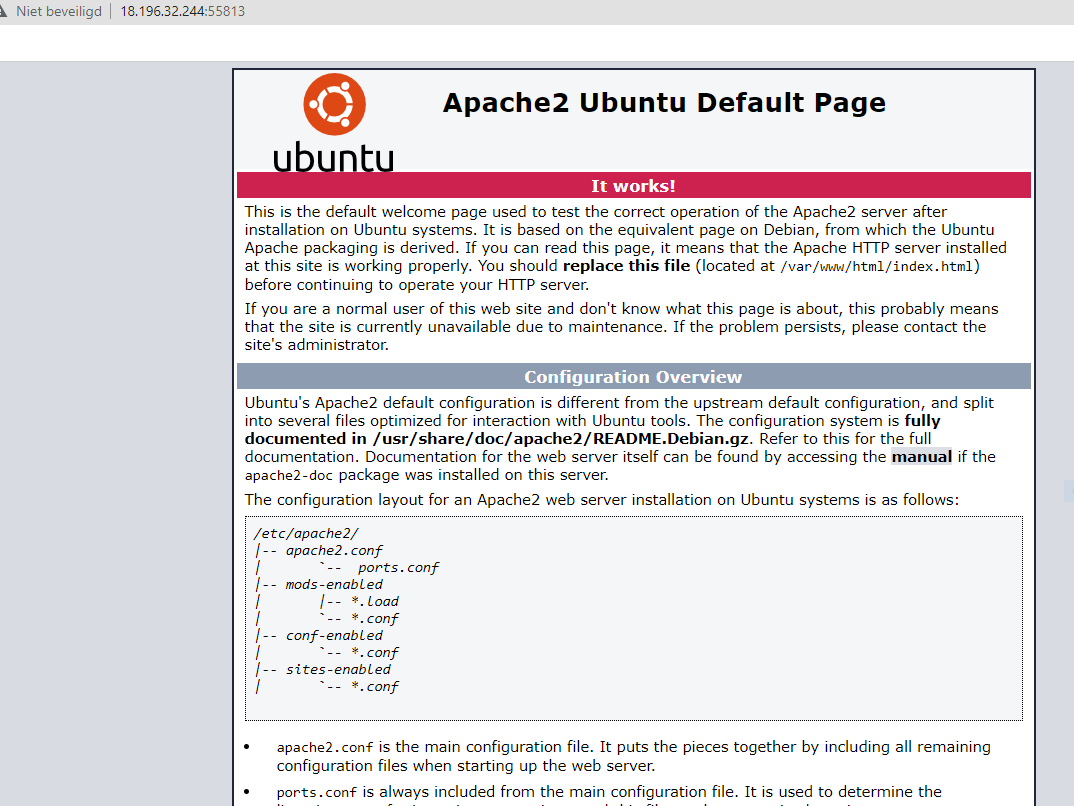 Niet beveiligd | 18.196.32.244:55813
Apache2 Ubuntu Default Page
ubuntu
It works!
This is the default welcome page used to test the correct operation of the Apache2 server after
installation on Ubuntu systems. It is based on the equivalent page on Debian, from which the Ubuntu
Apache packaging is derived. If you can read this page, it means that the Apache HTTP server installed
at this site is working properly. You should replace this file (located at /var/www/html/index.html)
before continuing to operate your HTTP server.
If you are a normal user of this web site and don't know what this page is about, this probably means
that the site is currently unavailable due to maintenance. If the problem persists, please contact the
site's administrator.
Configuration Overview
Ubuntu's Apache2 default configuration is different from the upstream default configuration, and split
into several files optimized for interaction with Ubuntu tools. The configuration system is fully
documented in /usr/share/doc/apache2/README.Debian.gz. Refer to this for the full
documentation. Documentation for the web server itself can be found by accessing the manual if the
apache2-doc package was installed on this server.
The configuration layout for an Apache2 web server installation on Ubuntu systems is as follows:
/etc/apache2/
|-- apache2.conf
|       `--  ports.conf
|-- mods-enabled
|       |-- *.load
|       `-- *.conf
|-- conf-enabled
|       `-- *.conf
|-- sites-enabled
|       `-- *.conf
• apache2.conf is the main configuration file. It puts the pieces together by including all remaining
configuration files when starting up the web server.
• ports.conf is always included from the main configuration file. It is used to determine the